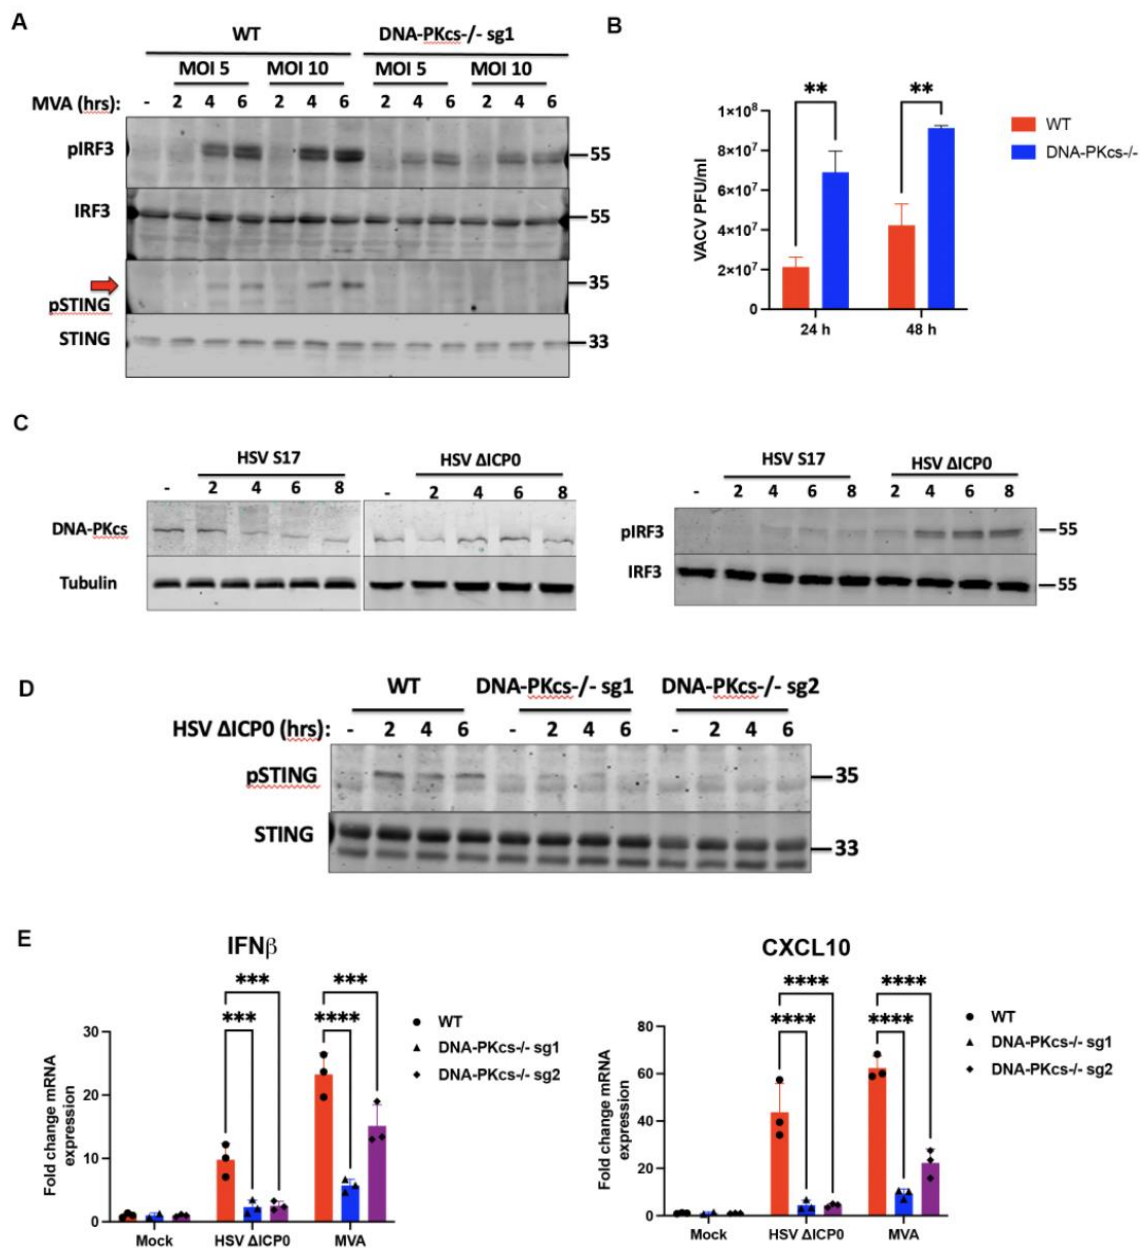 A
WT
DNA-PKcs-/- sg1
MOI 5
MOI 10
MOI 5
MOI 10
MVA (hrs):
- 2 4 6 2 4 6 2 4 6 2 4 6
pIRF3
55
IRF3
55
35
pSTING
STING
33
B
**
**
1×10⁸
8×10⁷
6×10⁷
4×10⁷
2×10⁷
0
VACV PFU/ml
24 h
48 h
WT
DNA-PKcs-/-
C
HSV S17
HSV ΔICP0
- 2 4 6 8
- 2 4 6 8
DNA-PKcs
Tubulin
HSV S17
HSV ΔICP0
- 2 4 6 8 2 4 6 8
pIRF3
55
IRF3
55
D
WT
DNA-PKcs-/- sg1
DNA-PKcs-/- sg2
HSV ΔICP0 (hrs):
- 2 4 6 - 2 4 6 - 2 4 6
pSTING
35
STING
33
E
IFNβ
***
***
***
****
30
20
10
0
Fold change mRNA
expression
Mock
HSV ΔICP0
MVA
WT
DNA-PKcs-/- sg1
DNA-PKcs-/- sg2
CXCL10
****
****
****
****
80
60
40
20
0
Fold change mRNA
expression
Mock
HSV ΔICP0
MVA
WT
DNA-PKcs-/- sg1
DNA-PKcs-/- sg2